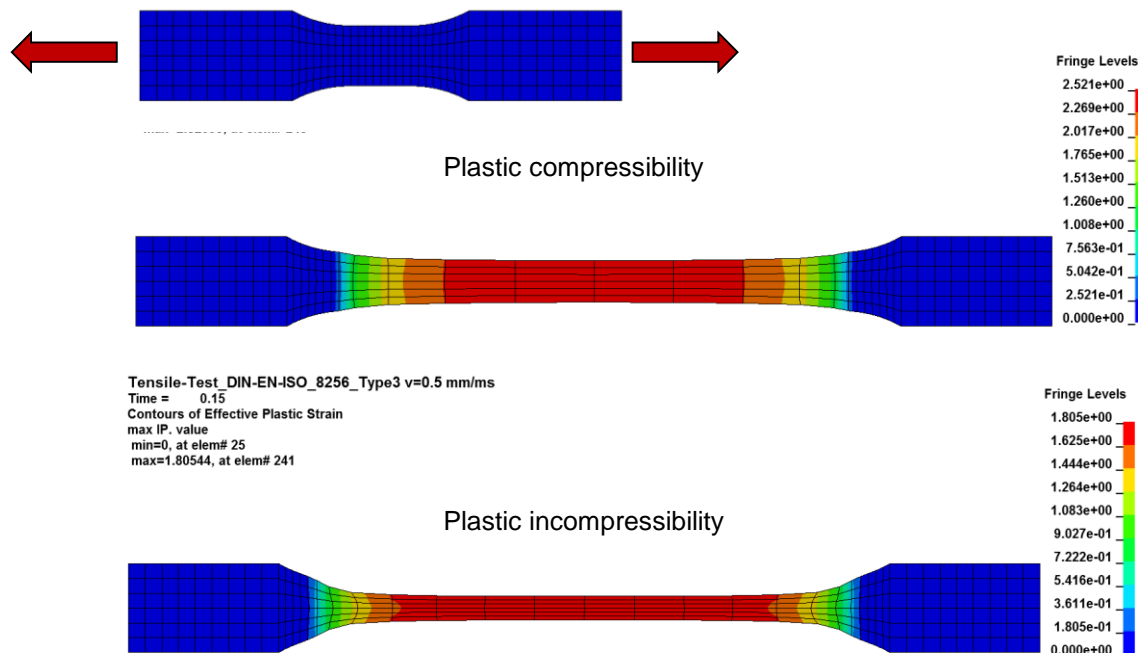 Fringe Levels
2.521e+00
2.269e+00
2.017e+00
1.765e+00
1.513e+00
1.260e+00
1.008e+00
7.563e-01
5.042e-01
2.521e-01
0.000e+00
Plastic compressibility
Tensile-Test_DIN-EN-ISO_8256_Type3 v=0.5 mm/ms
Time = 0.15
Contours of Effective Plastic Strain
max IP. value
min=0, at elem# 25
max=1.80544, at elem# 241
Fringe Levels
1.805e+00
1.625e+00
1.444e+00
1.264e+00
1.083e+00
9.027e-01
7.222e-01
5.416e-01
3.611e-01
1.805e-01
0.000e+00
Plastic incompressibility